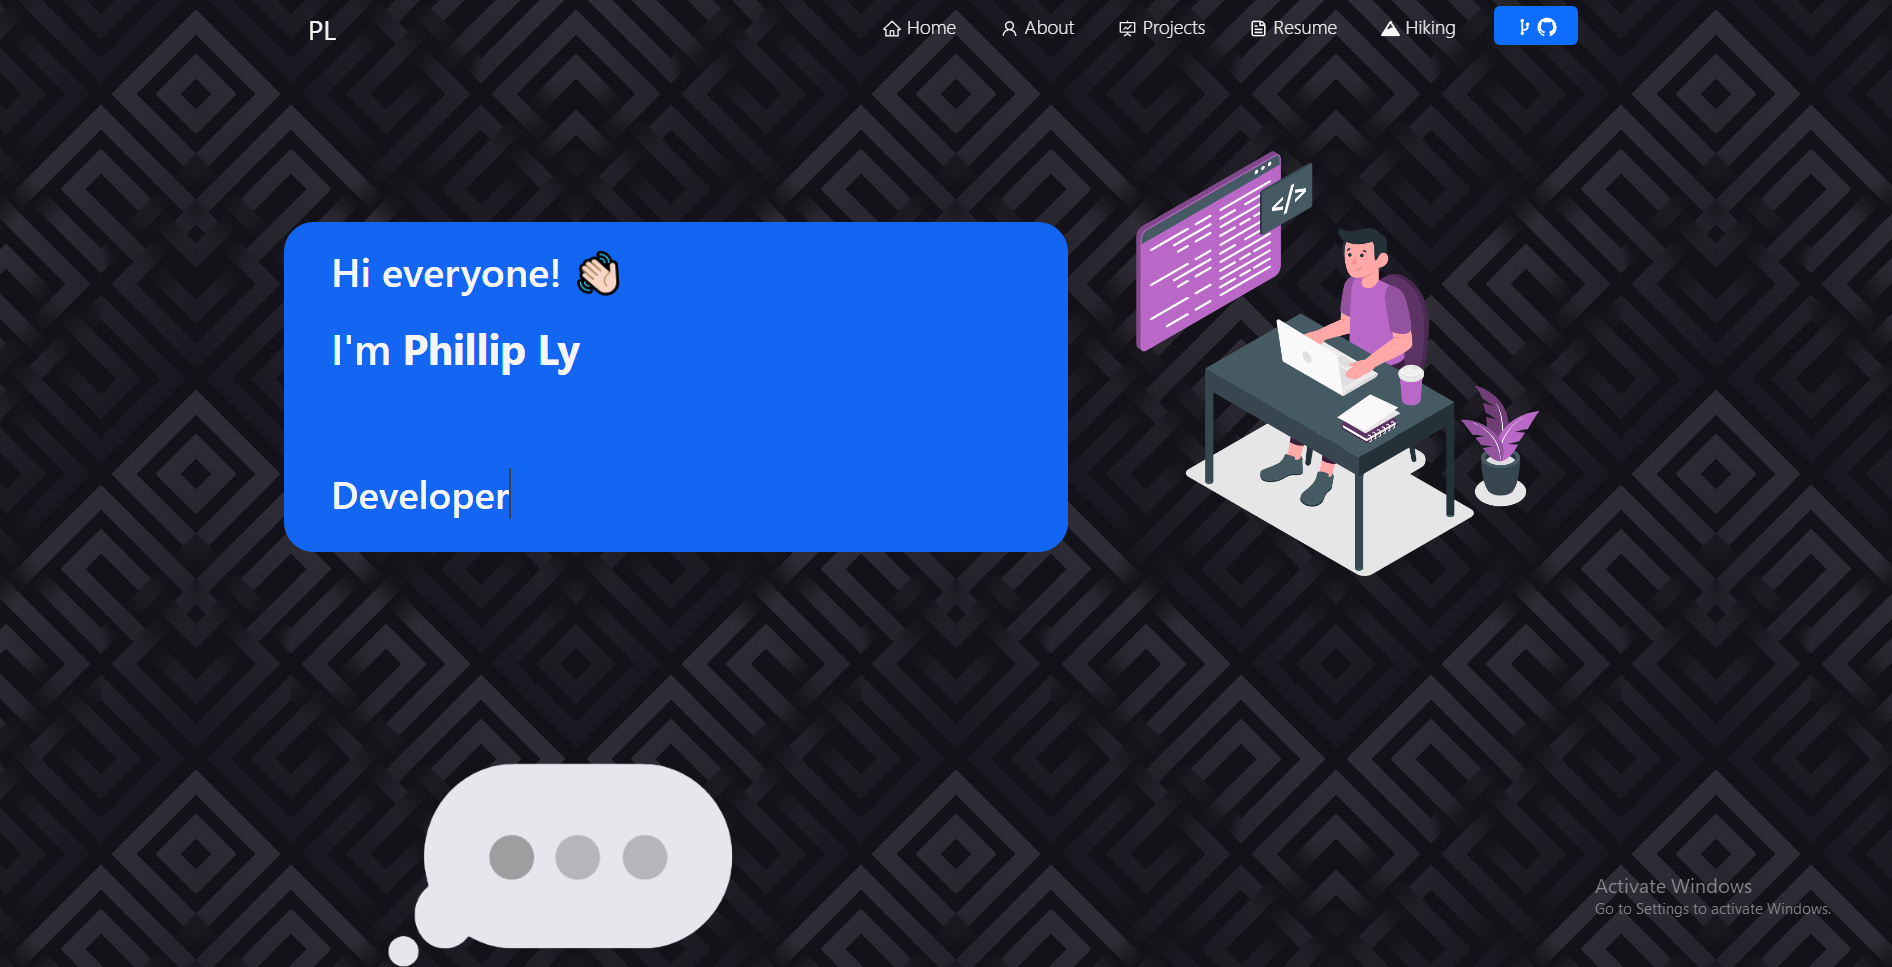 PL
Home
About
Projects
Resume
Hiking
Hi everyone! 👋🏻
I'm Phillip Ly
Developer
</>
Activate Windows
Go to Settings to activate Windows.